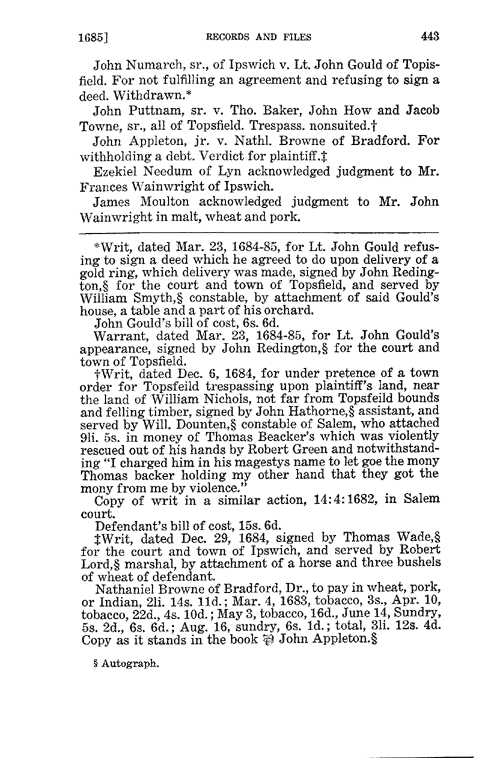 1685]    RECORDS AND FILES    443
John Numarch, sr., of Ipswich v. Lt. John Gould of Topis-
field. For not fulfilling an agreement and refusing to sign a
deed. Withdrawn.*
John Puttnam, sr. v. Tho. Baker, John How and Jacob
Towne, sr., all of Topsfield. Trespass. nonsuited.†
John Appleton, jr. v. Nathl. Browne of Bradford. For
withholding a debt. Verdict for plaintiff.‡
Ezekiel Needum of Lyn acknowledged judgment to Mr.
Frances Wainwright of Ipswich.
James Moulton acknowledged judgment to Mr. John
Wainwright in malt, wheat and pork.
*Writ, dated Mar. 23, 1684-85, for Lt. John Gould refus-
ing to sign a deed which he agreed to do upon delivery of a
gold ring, which delivery was made, signed by John Reding-
ton,§ for the court and town of Topsfield, and served by
William Smyth,§ constable, by attachment of said Gould's
house, a table and a part of his orchard.
John Gould's bill of cost, 6s. 6d.
Warrant, dated Mar. 23, 1684-85, for Lt. John Gould's
appearance, signed by John Redington,§ for the court and
town of Topsfield.
†Writ, dated Dec. 6, 1684, for under pretence of a town
order for Topsfeild trespassing upon plaintiff's land, near
the land of William Nichols, not far from Topsfeild bounds
and felling timber, signed by John Hathorne,§ assistant, and
served by Will. Dounten,§ constable of Salem, who attached
9li. 5s. in money of Thomas Beacker's which was violently
rescued out of his hands by Robert Green and notwithstand-
ing "I charged him in his magestys name to let goe the mony
Thomas backer holding my other hand that they got the
mony from me by violence."
Copy of writ in a similar action, 14:4:1682, in Salem
court.
Defendant's bill of cost, 15s. 6d.
‡Writ, dated Dec. 29, 1684, signed by Thomas Wade,§
for the court and town of Ipswich, and served by Robert
Lord,§ marshal, by attachment of a horse and three bushels
of wheat of defendant.
Nathaniel Browne of Bradford, Dr., to pay in wheat, pork,
or Indian, 2li. 14s. 11d.; Mar. 4, 1683, tobacco, 3s., Apr. 10,
tobacco, 22d., 4s. 10d.; May 3, tobacco, 16d., June 14, Sundry,
5s. 2d., 6s. 6d.; Aug. 16, sundry, 6s. 1d.; total, 3li. 12s. 4d.
Copy as it stands in the book ⅌ John Appleton.§
§ Autograph.